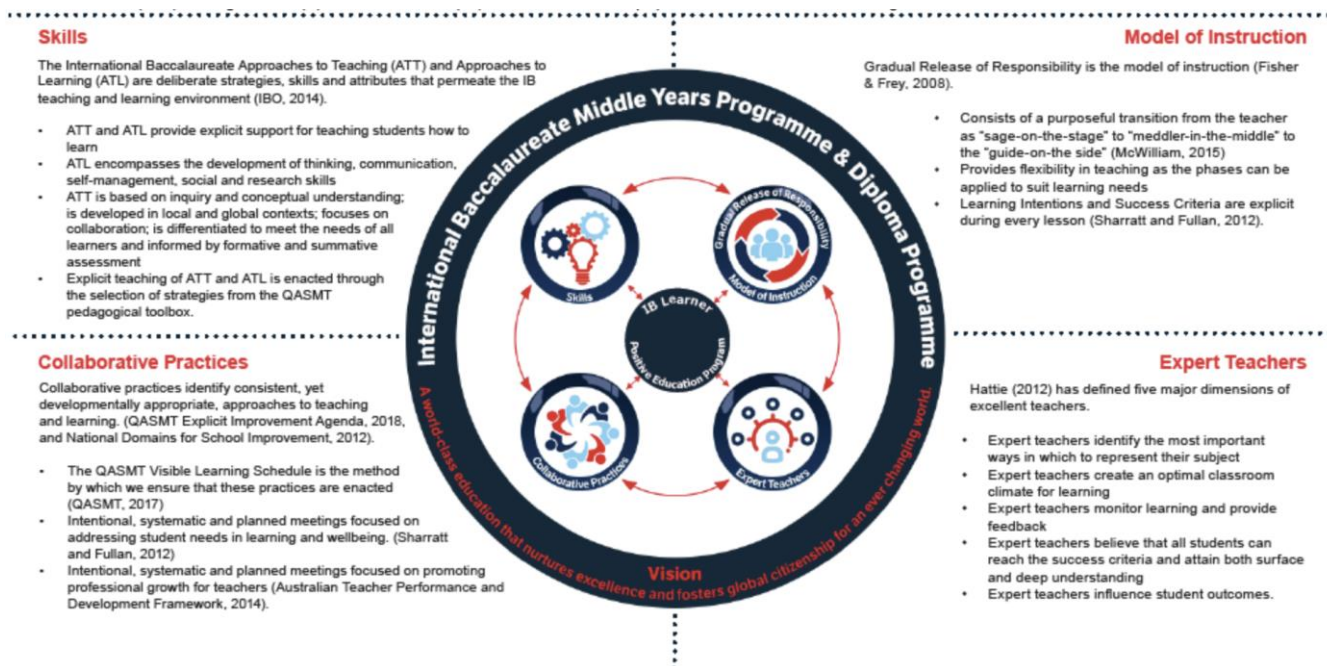 Skills
The International Baccalaureate Approaches to Teaching (ATT) and Approaches to
Learning (ATL) are deliberate strategies, skills and attributes that permeate the IB
teaching and learning environment (IBO, 2014).
• ATT and ATL provide explicit support for teaching students how to
learn
• ATL encompasses the development of thinking, communication,
self-management, social and research skills
• ATT is based on inquiry and conceptual understanding;
is developed in local and global contexts; focuses on
collaboration; is differentiated to meet the needs of all
learners and informed by formative and summative
assessment
• Explicit teaching of ATT and ATL is enacted through
the selection of strategies from the QASMT
pedagogical toolbox.
Model of Instruction
Gradual Release of Responsibility is the model of instruction (Fisher
& Frey, 2008).
• Consists of a purposeful transition from the teacher
as "sage-on-the-stage" to "meddler-in-the-middle" to
the "guide-on-the side" (McWilliam, 2015)
• Provides flexibility in teaching as the phases can be
applied to suit learning needs
• Learning Intentions and Success Criteria are explicit
during every lesson (Sharratt and Fullan, 2012).
International Baccalaureate Middle Years Programme & Diploma Programme
Skills
Gradual Release of Responsibility
Model of Instruction
IB Learner
Positive Education Program
Collaborative Practices
Expert Teachers
Vision
A world-class education that nurtures excellence and fosters global citizenship for an ever changing world.
Collaborative Practices
Collaborative practices identify consistent, yet
developmentally appropriate, approaches to teaching
and learning. (QASMT Explicit Improvement Agenda, 2018,
and National Domains for School Improvement, 2012).
• The QASMT Visible Learning Schedule is the method
by which we ensure that these practices are enacted
(QASMT, 2017)
• Intentional, systematic and planned meetings focused on
addressing student needs in learning and wellbeing. (Sharratt
and Fullan, 2012)
• Intentional, systematic and planned meetings focused on promoting
professional growth for teachers (Australian Teacher Performance and
Development Framework, 2014).
Expert Teachers
Hattie (2012) has defined five major dimensions of
excellent teachers.
• Expert teachers identify the most important
ways in which to represent their subject
• Expert teachers create an optimal classroom
climate for learning
• Expert teachers monitor learning and provide
feedback
• Expert teachers believe that all students can
reach the success criteria and attain both surface
and deep understanding
• Expert teachers influence student outcomes.